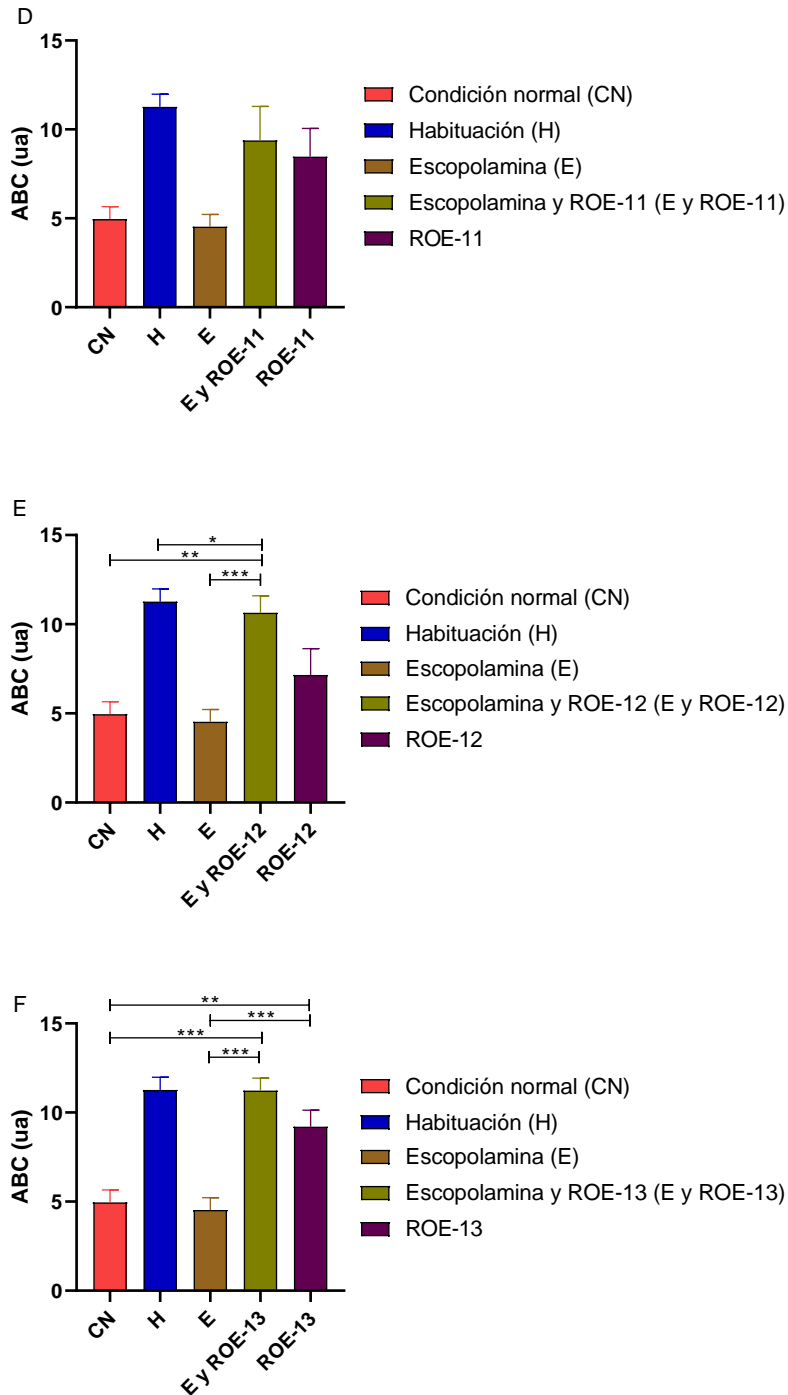 D
15
10
5
0
ABC (ua)
CN
H
E
E y ROE-11
ROE-11
Condición normal (CN)
Habituación (H)
Escopolamina (E)
Escopolamina y ROE-11 (E y ROE-11)
ROE-11
E
15
10
5
0
ABC (ua)
*
**
***
CN
H
E
E y ROE-12
ROE-12
Condición normal (CN)
Habituación (H)
Escopolamina (E)
Escopolamina y ROE-12 (E y ROE-12)
ROE-12
F
15
10
5
0
ABC (ua)
**
***
***
***
CN
H
E
E y ROE-13
ROE-13
Condición normal (CN)
Habituación (H)
Escopolamina (E)
Escopolamina y ROE-13 (E y ROE-13)
ROE-13